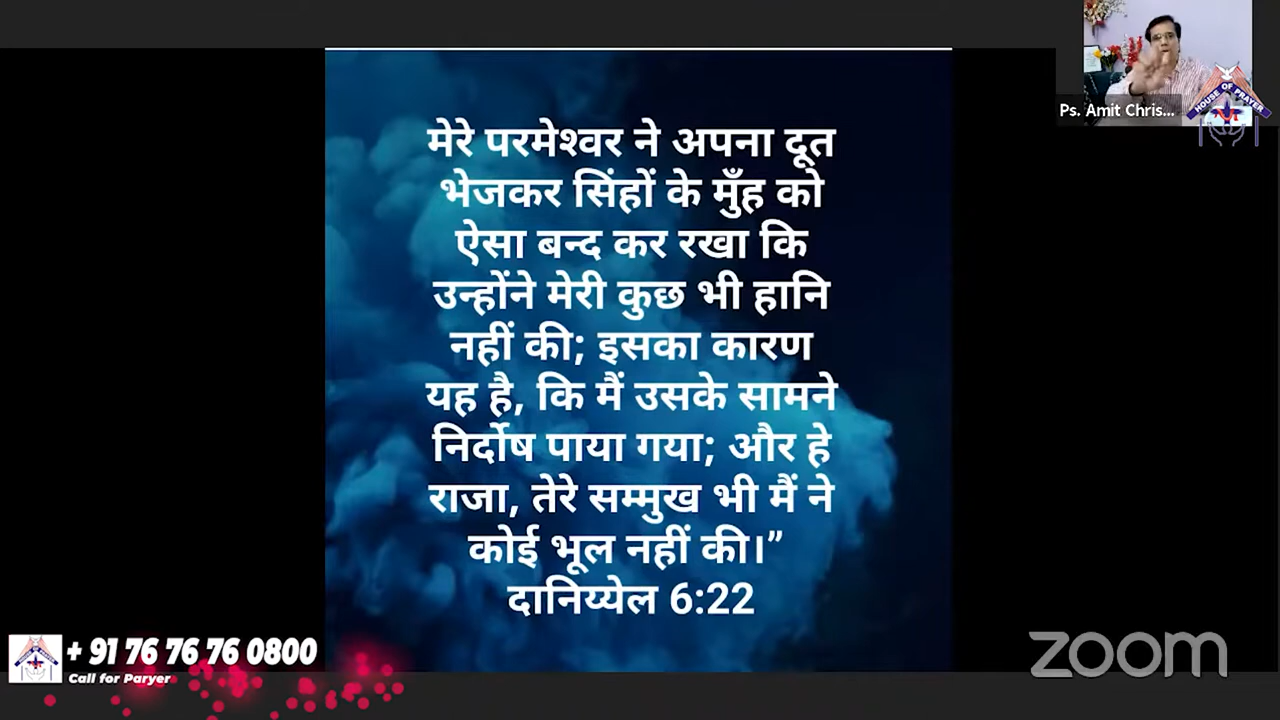 Ps. Amit Chris...
HOUSE OF PRAYER
मेरे परमेश्वर ने अपना दूत
भेजकर सिंहों के मुँह को
ऐसा बन्द कर रखा कि
उन्होंने मेरी कुछ भी हानि
नहीं की; इसका कारण
यह है, कि मैं उसके सामने
निर्दोष पाया गया; और हे
राजा, तेरे सम्मुख भी मैं ने
कोई भूल नहीं की।”
दानिय्येल 6:22
+ 91 76 76 76 0800
Call for Paryer
zoom